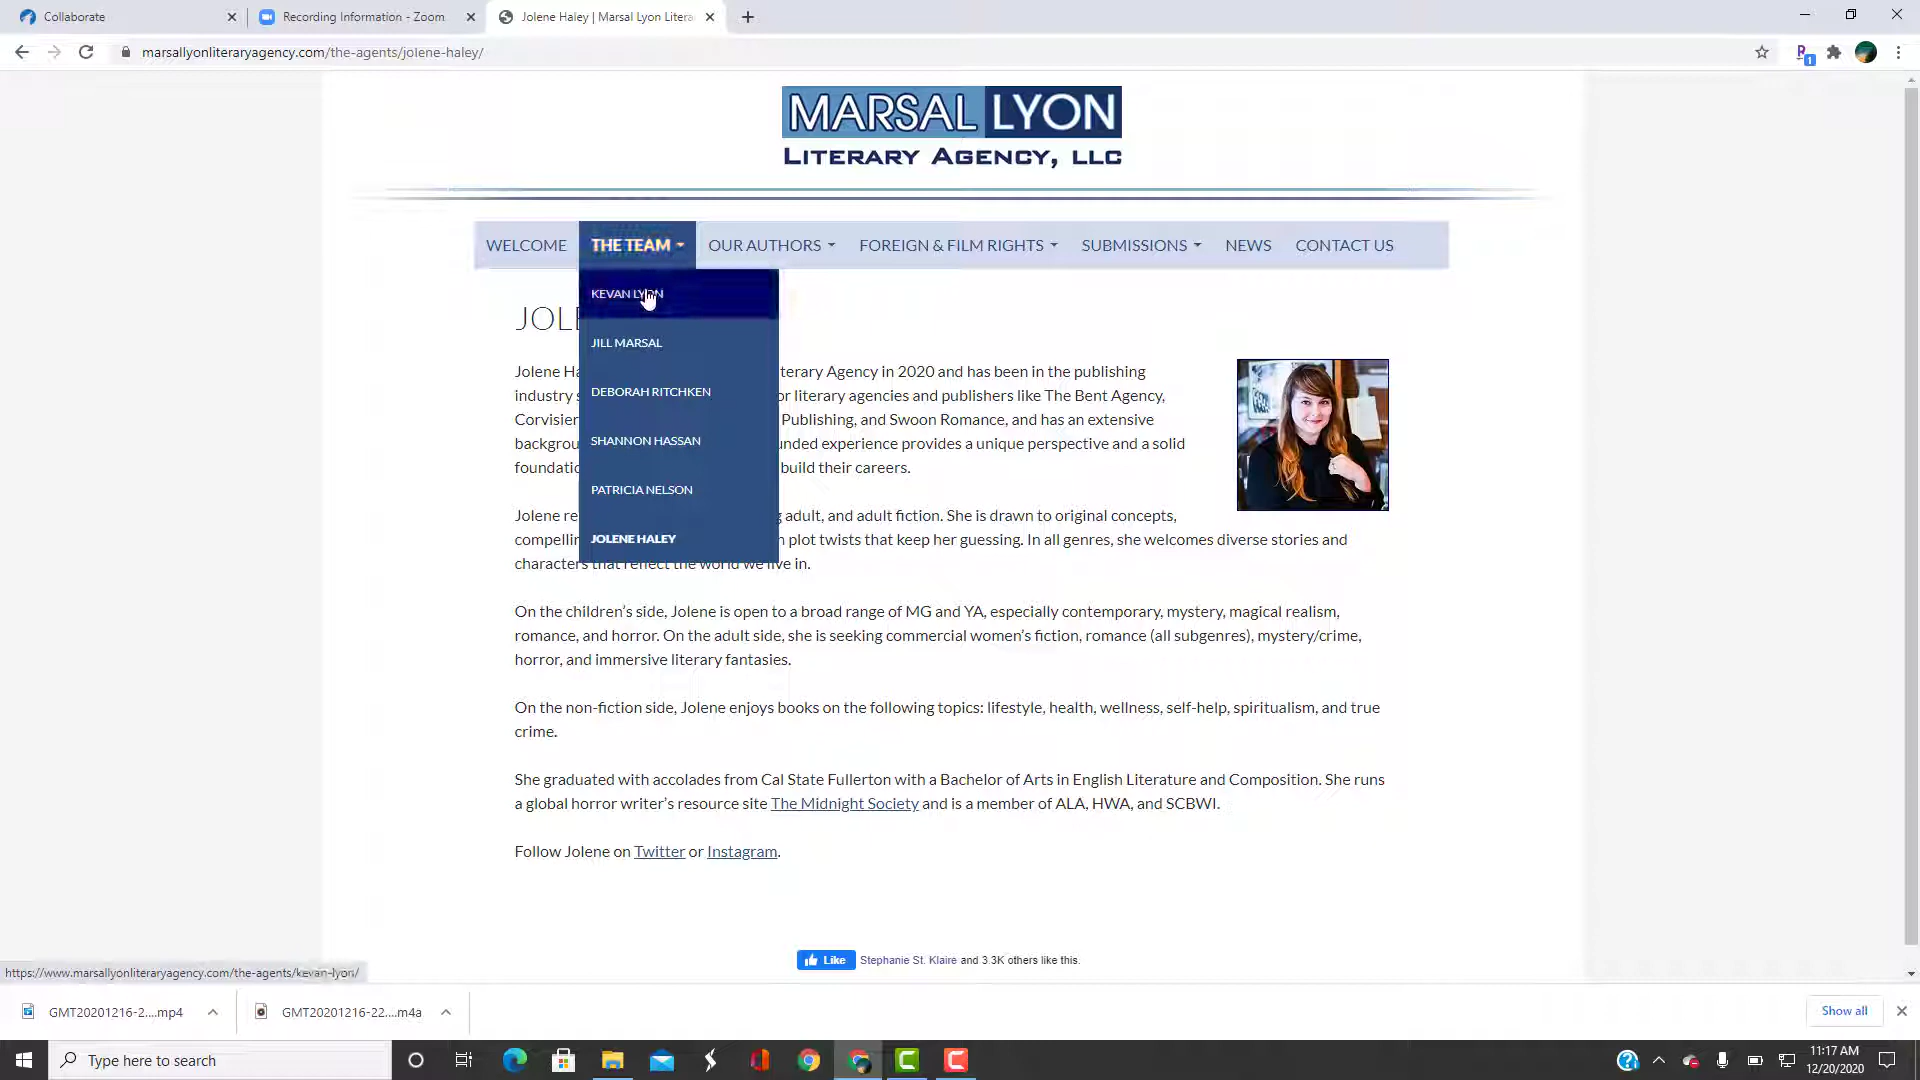 Collaborate
Recording Information - Zoom
Jolene Haley | Marsal Lyon Litera
marsallyonliteraryagency.com/the-agents/jolene-haley/
1
MARSAL LYON
LITERARY AGENCY, LLC
WELCOME THE TEAM OUR AUTHORS FOREIGN & FILM RIGHTS SUBMISSIONS NEWS CONTACT US
KEVAN LYON
JILL MARSAL
DEBORAH RITCHKEN
SHANNON HASSAN
PATRICIA NELSON
JOLENE HALEY
JOL
Jolene Ha terary Agency in 2020 and has been in the publishing
industry or literary agencies and publishers like The Bent Agency,
Corvisier Publishing, and Swoon Romance, and has an extensive
backgrou nded experience provides a unique perspective and a solid
foundatio build their careers.
Jolene re adult, and adult fiction. She is drawn to original concepts,
compellin plot twists that keep her guessing. In all genres, she welcomes diverse stories and
characters that reflect the world we live in.
On the children's side, Jolene is open to a broad range of MG and YA, especially contemporary, mystery, magical realism,
romance, and horror. On the adult side, she is seeking commercial women's fiction, romance (all subgenres), mystery/crime,
horror, and immersive literary fantasies.
On the non-fiction side, Jolene enjoys books on the following topics: lifestyle, health, wellness, self-help, spiritualism, and true
crime.
She graduated with accolades from Cal State Fullerton with a Bachelor of Arts in English Literature and Composition. She runs
a global horror writer's resource site The Midnight Society and is a member of ALA, HWA, and SCBWI.
Follow Jolene on Twitter or Instagram.
Like Stephanie St. Klaire and 3.3K others like this.
https://www.marsallyonliteraryagency.com/the-agents/kevan-lyon/
GMT20201216-2....mp4
GMT20201216-22....m4a
Show all
Type here to search
11:17 AM
12/20/2020